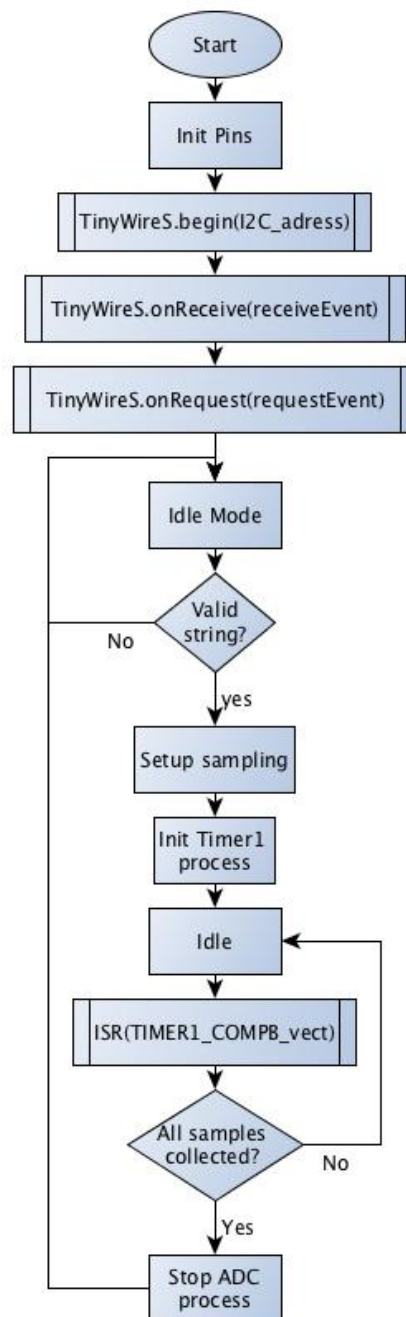 Start
Init Pins
TinyWireS.begin(I2C_adress)
TinyWireS.onReceive(receiveEvent)
TinyWireS.onRequest(requestEvent)
Idle Mode
Valid
string?
No
yes
Setup sampling
Init Timer1
process
Idle
ISR(TIMER1_COMPB_vect)
All samples
collected?
No
Yes
Stop ADC
process